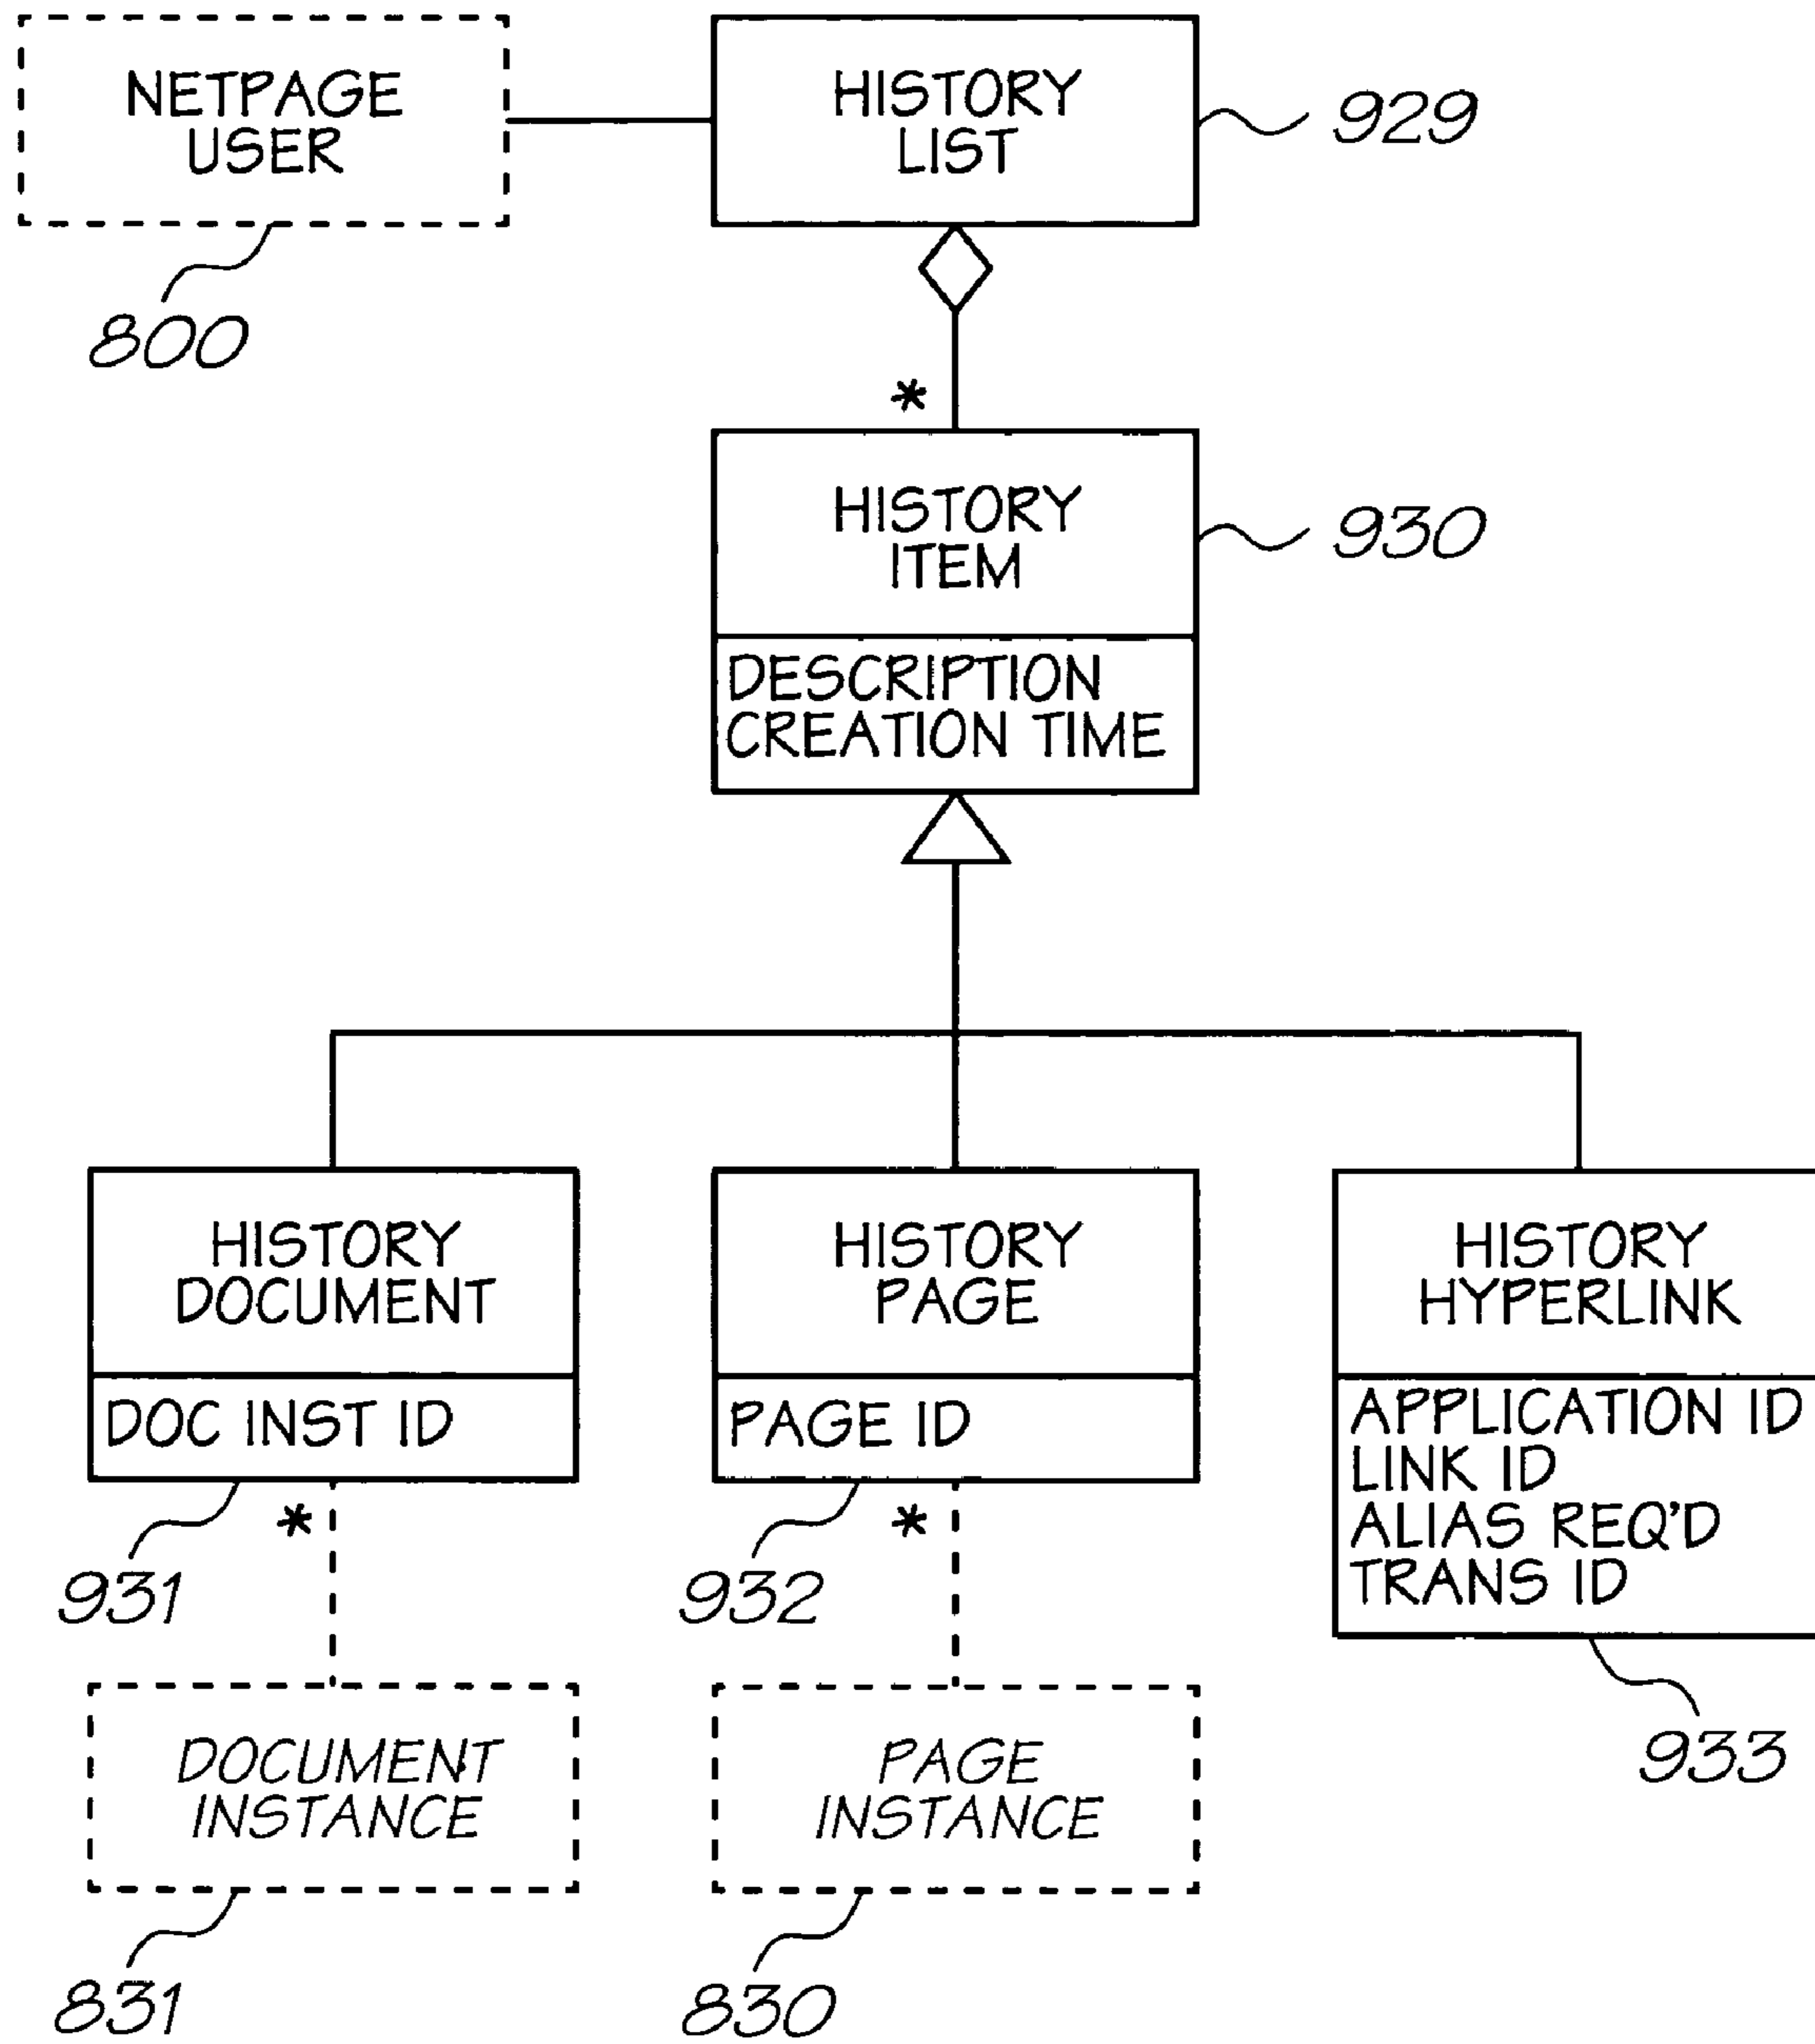 NETPAGE
USER
HISTORY
LIST
929
800
*
HISTORY
ITEM
930
DESCRIPTION
CREATION TIME
HISTORY
DOCUMENT
DOC INST ID
HISTORY
PAGE
PAGE ID
HISTORY
HYPERLINK
APPLICATION ID
LINK ID
ALIAS REQ'D
TRANS ID
*
931
*
932
933
DOCUMENT
INSTANCE
PAGE
INSTANCE
831
830